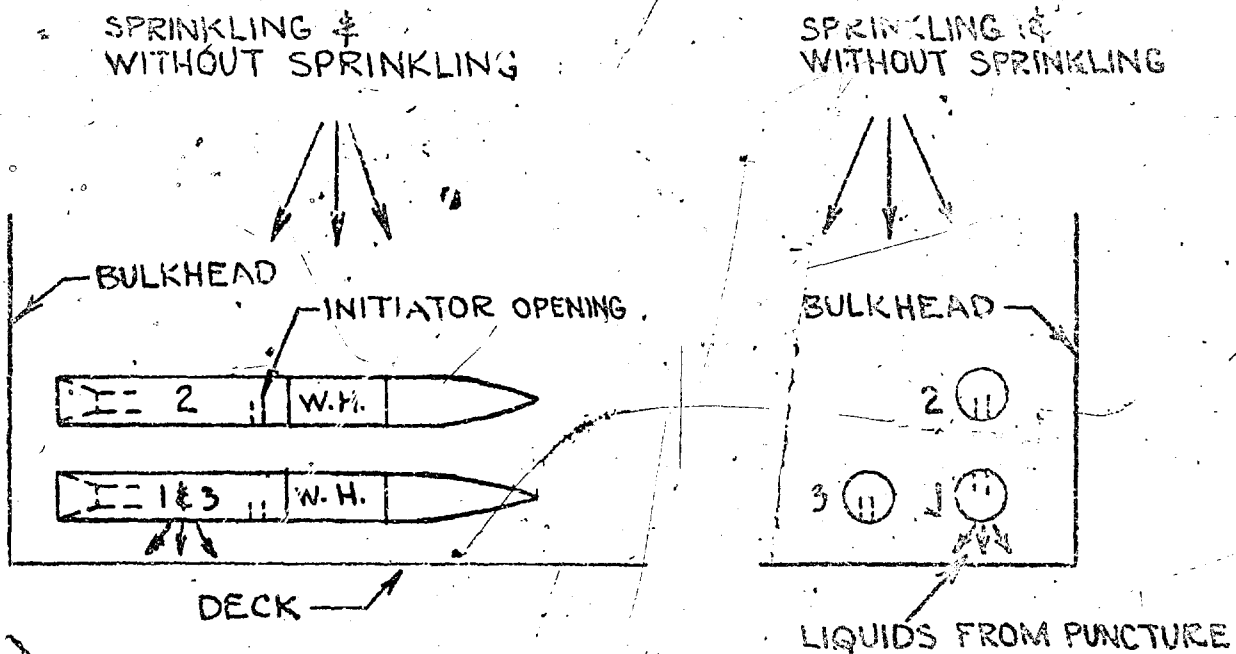 SPRINKLING &
WITHOUT SPRINKLING
BULKHEAD
INITIATOR OPENING
2 W.H.
1 & 3 W.H.
DECK
SPRINKLING &
WITHOUT SPRINKLING
BULKHEAD
2
3 1
LIQUIDS FROM PUNCTURE